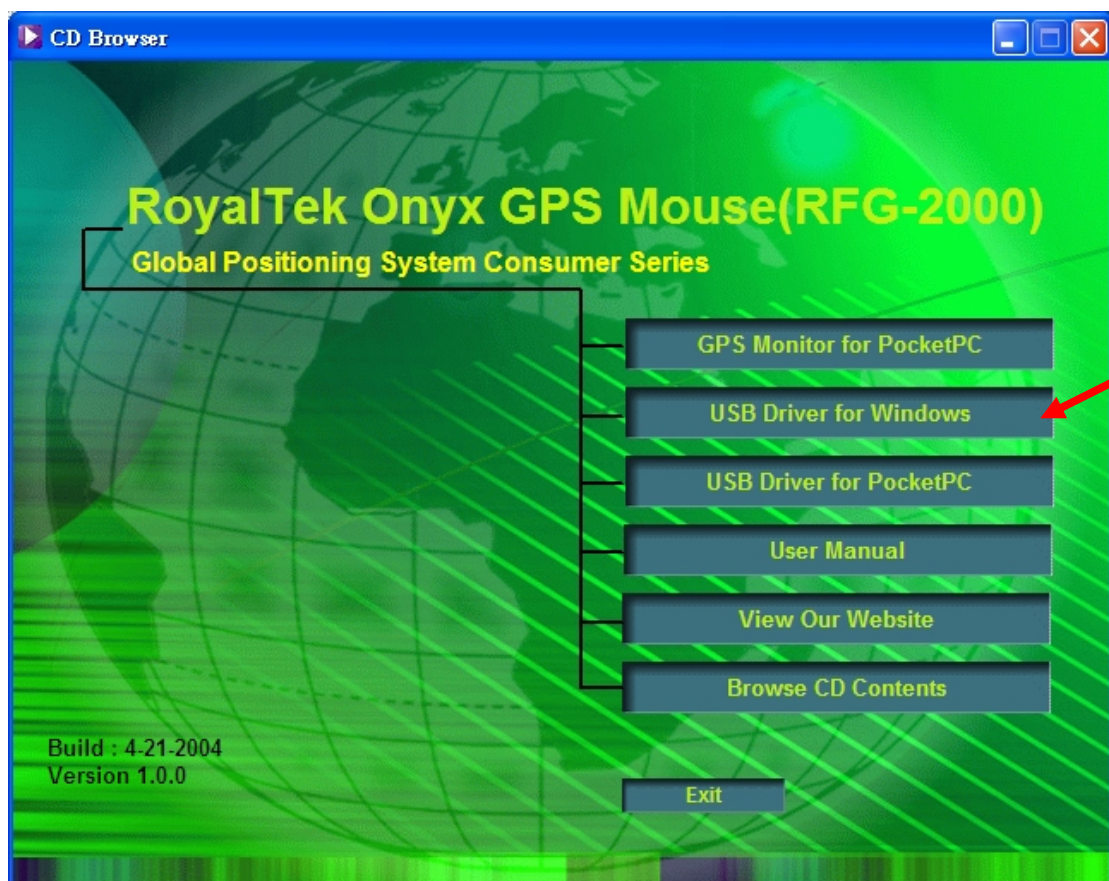 CD Browser
RoyalTek Onyx GPS Mouse(RFG-2000)
Global Positioning System Consumer Series
GPS Monitor for PocketPC
USB Driver for Windows
USB Driver for PocketPC
User Manual
View Our Website
Browse CD Contents
Build : 4-21-2004
Version 1.0.0
Exit